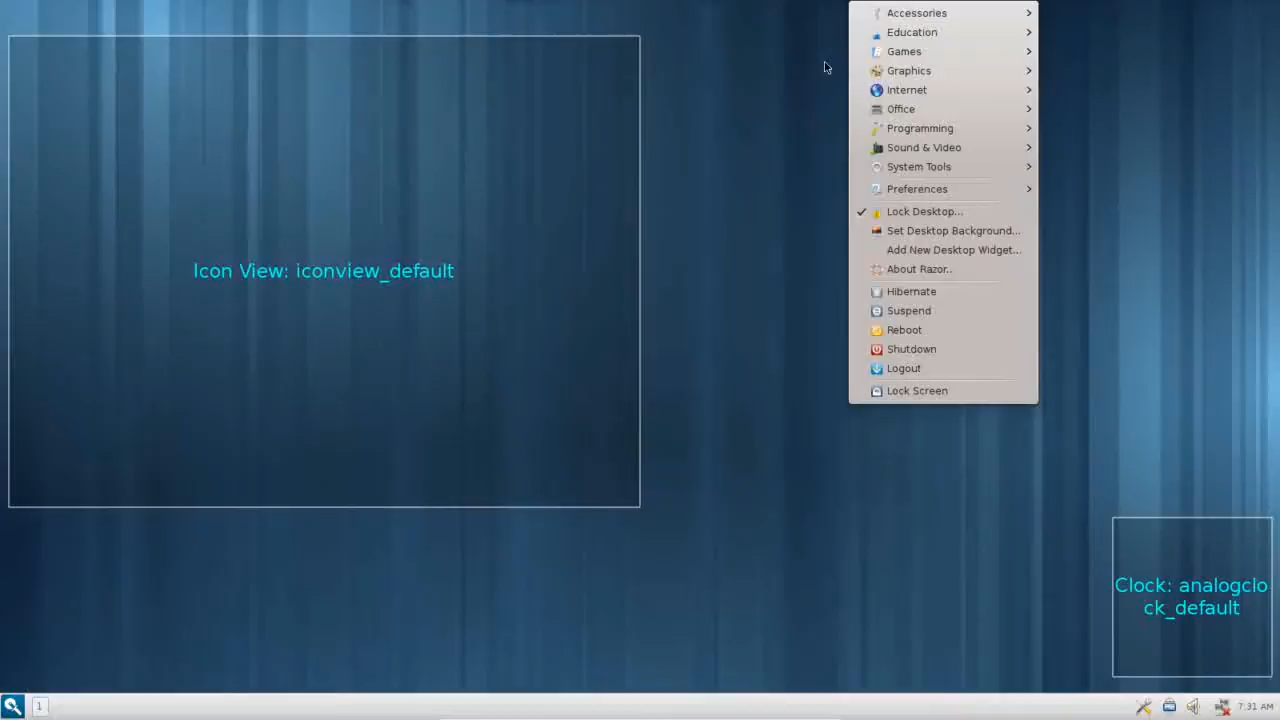 Accessories
Education
Games
Graphics
Internet
Office
Programming
Sound & Video
System Tools
Preferences
Lock Desktop...
Set Desktop Background...
Add New Desktop Widget...
About Razor...
Hibernate
Suspend
Reboot
Shutdown
Logout
Lock Screen
Icon View: iconview_default
Clock: analogclo
ck_default
1
7:31 AM